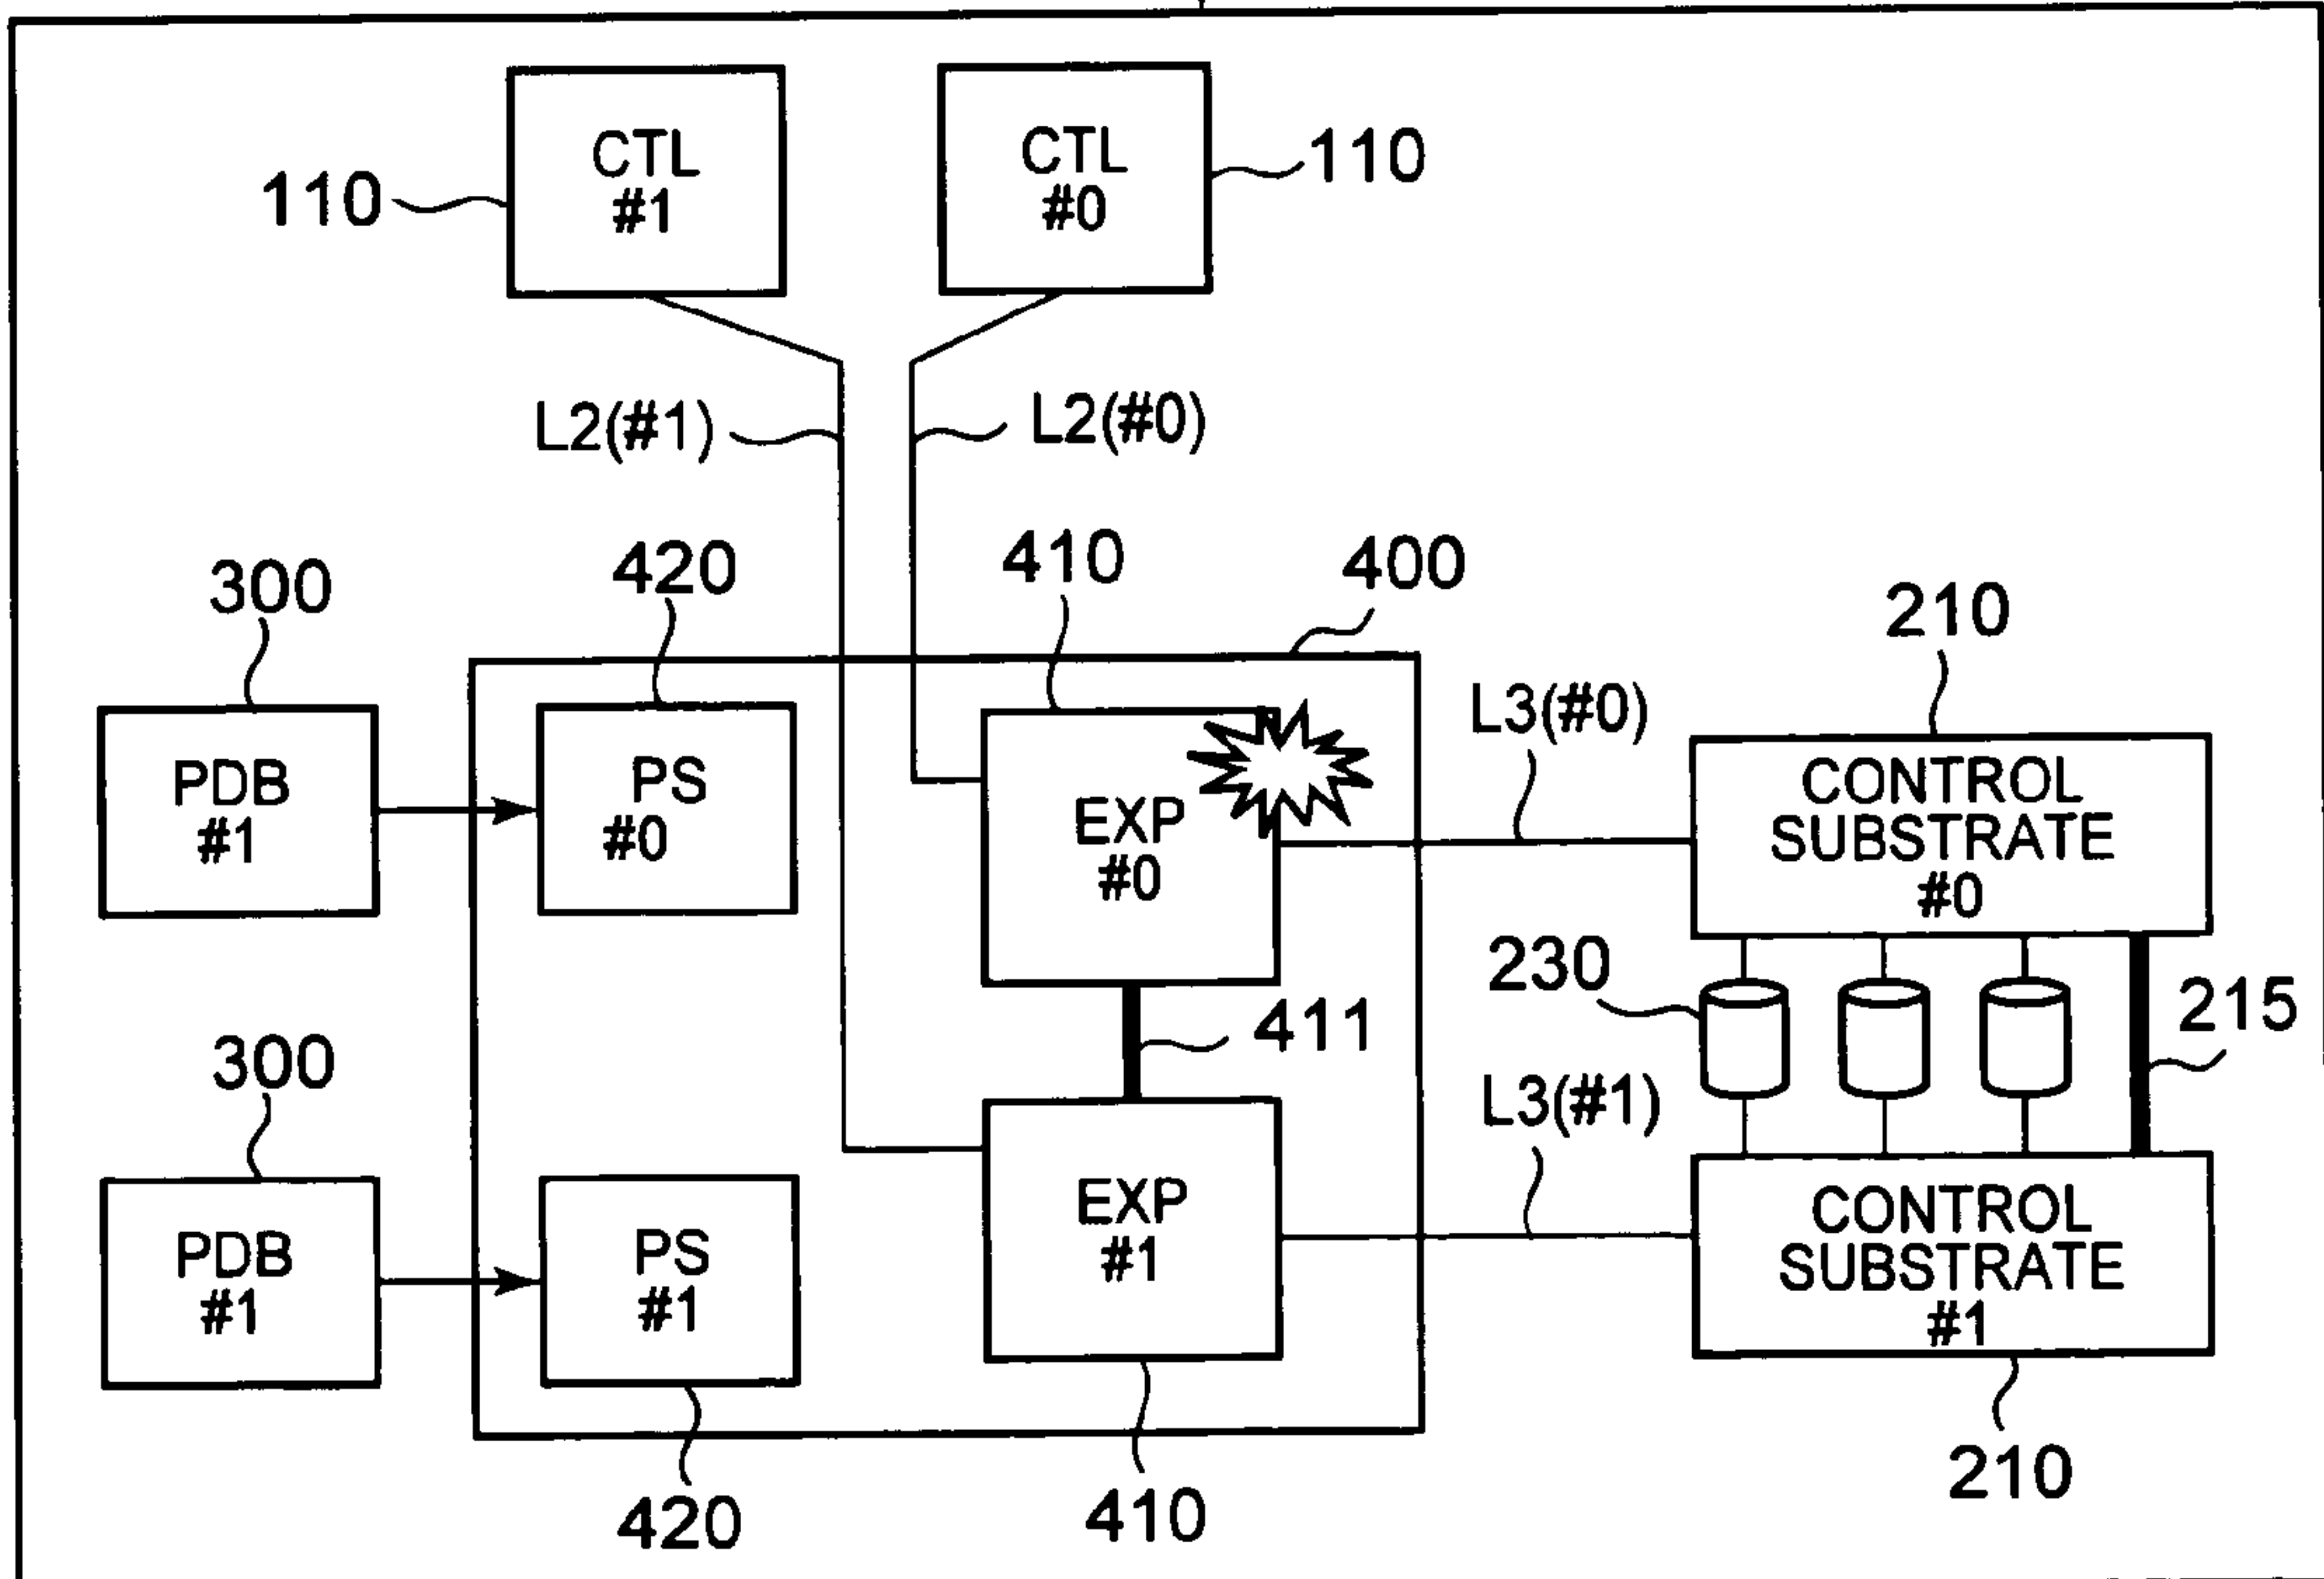 CTL
#1
CTL
#0
110
110
L2(#1)
L2(#0)
300
420
410
400
210
PDB
#1
PS
#0
EXP
#0
L3(#0)
CONTROL
SUBSTRATE
#0
230
411
215
300
L3(#1)
PDB
#1
PS
#1
EXP
#1
CONTROL
SUBSTRATE
#1
420
410
210